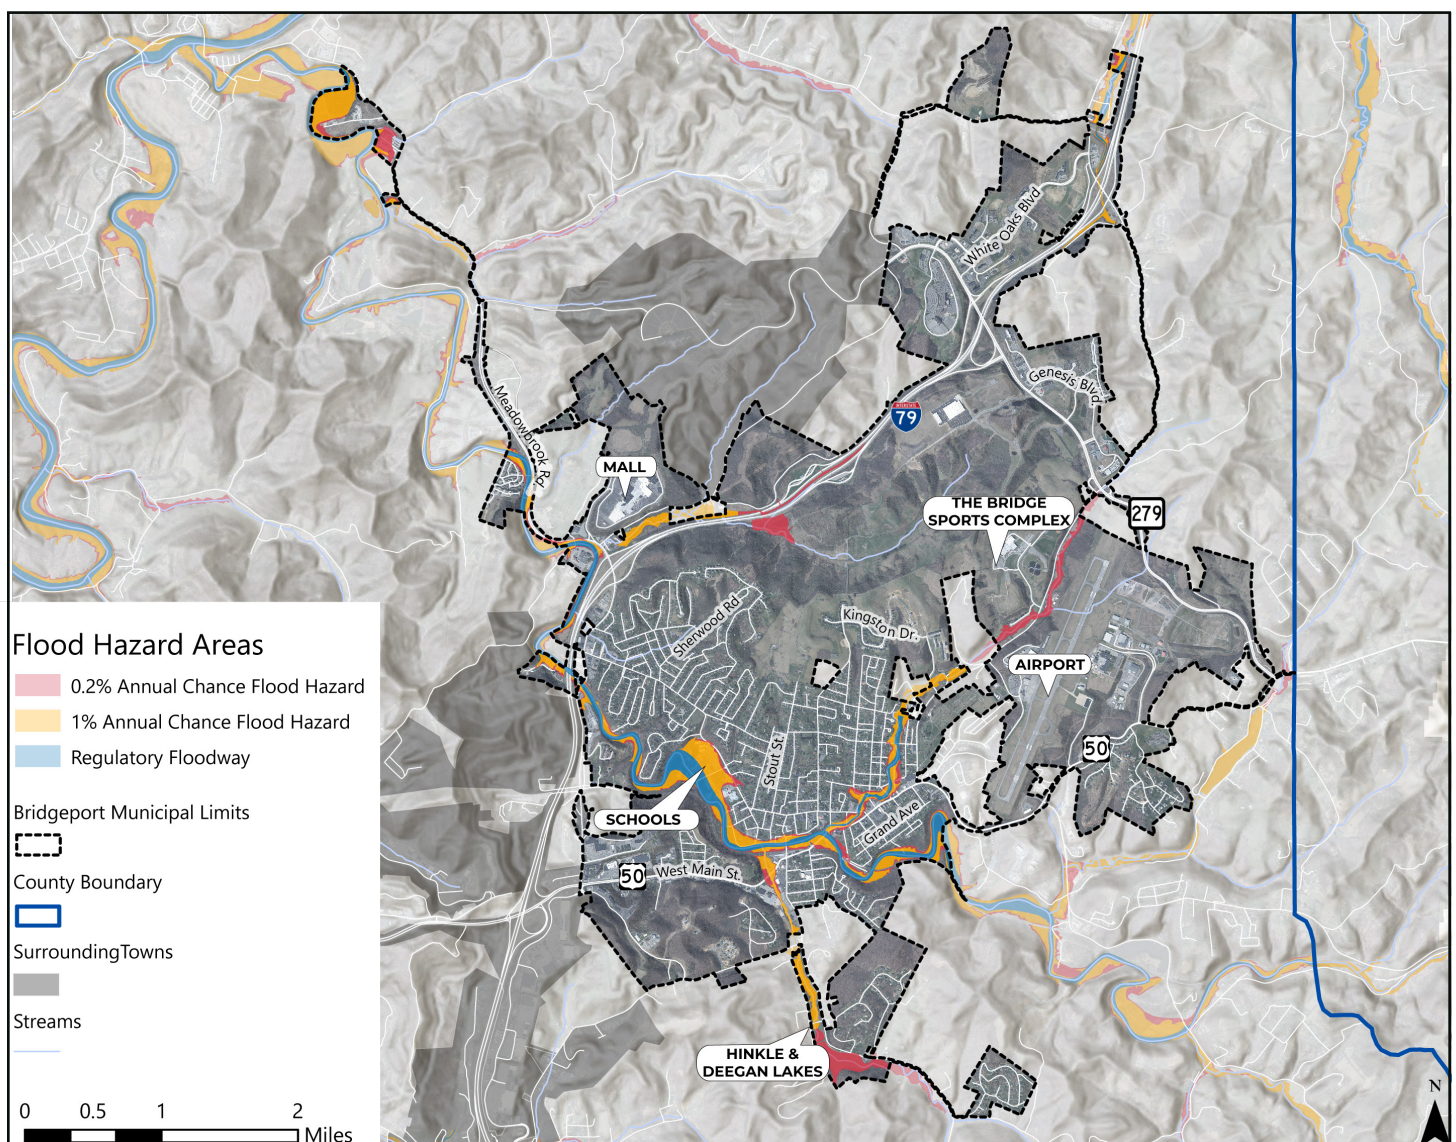 White Oaks Blvd
Genesis Blvd.
INTERSTATE
79
Meadowbrook Rd.
MALL
THE BRIDGE
SPORTS COMPLEX
279
Sherwood Rd
Kingston Dr.
AIRPORT
50
Stout St.
SCHOOLS
Grand Ave
50
West Main St.
HINKLE &
DEEGAN LAKES
Flood Hazard Areas
0.2% Annual Chance Flood Hazard
1% Annual Chance Flood Hazard
Regulatory Floodway
Bridgeport Municipal Limits
County Boundary
SurroundingTowns
Streams
0 0.5 1 2
Miles
N